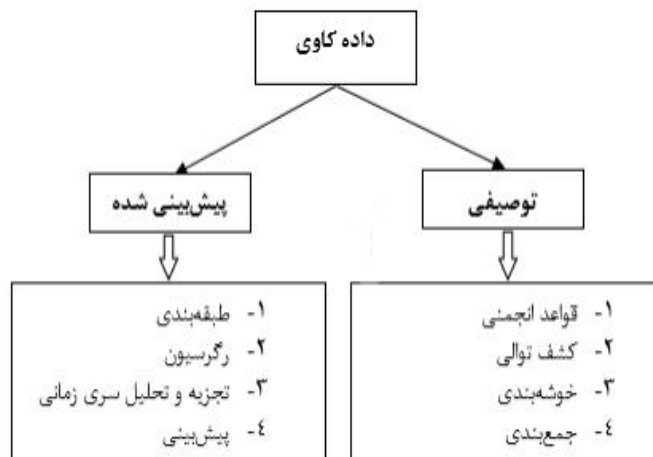 داده کاوی
توصیفی
پیش‌بینی شده
۱- قواعد انجمنی
۲- کشف توالی
۳- خوشه‌بندی
٤- جمع‌بندی
۱- طبقه‌بندی
۲- رگرسیون
۳- تجزیه و تحلیل سری زمانی
٤- پیش‌بینی